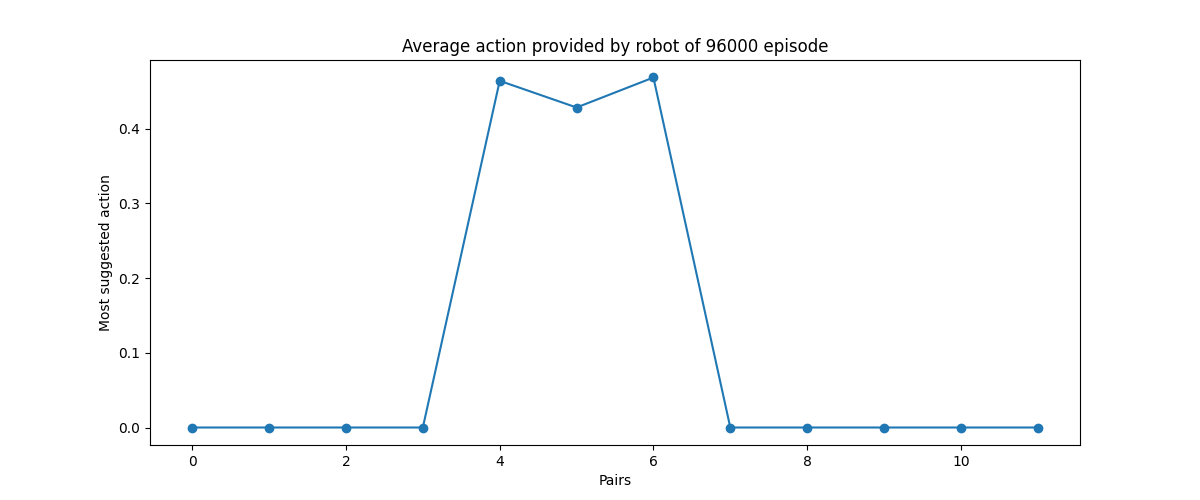 Average action provided by robot of 96000 episode
Most suggested action
0.4
0.3
0.2
0.1
0.0
0 2 4 6 8 10
Pairs